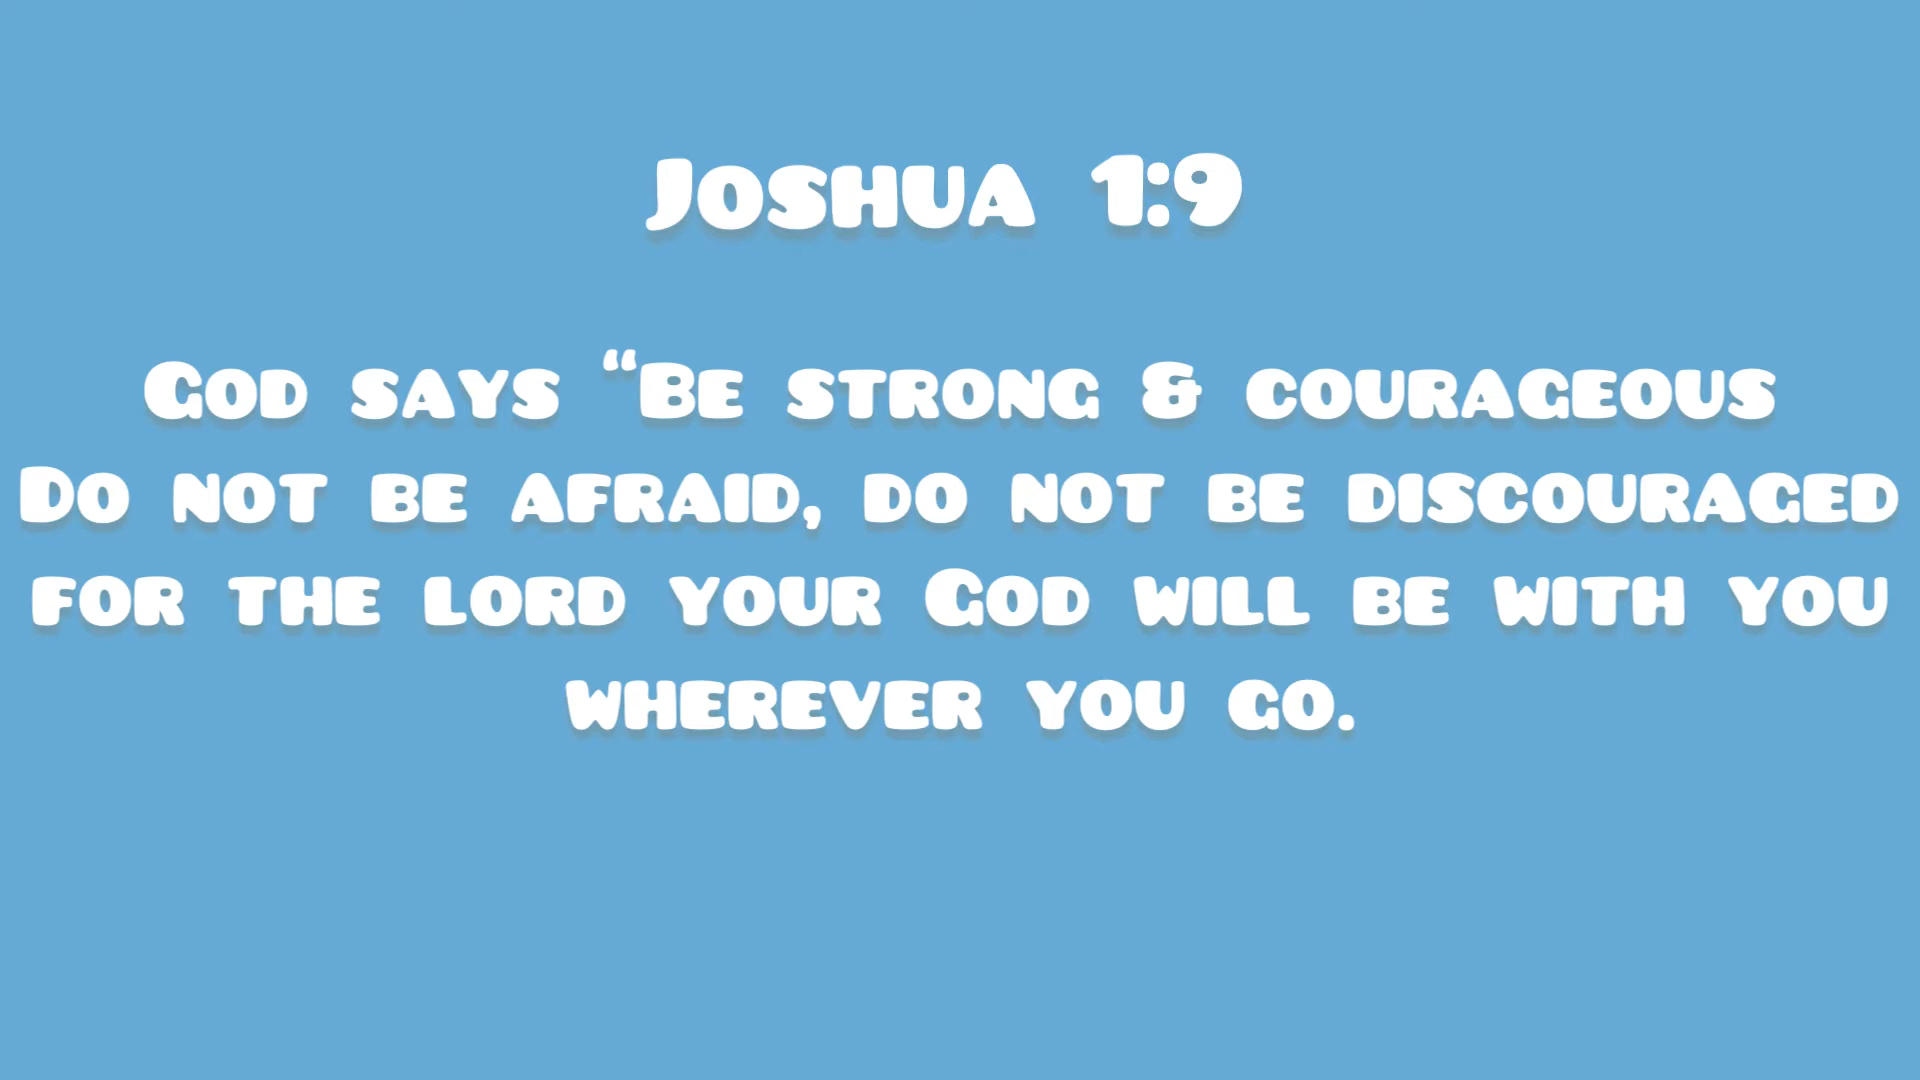 Joshua 1:9
God says “Be strong & courageous
Do not be afraid, do not be discouraged
for the lord your God will be with you
wherever you go.